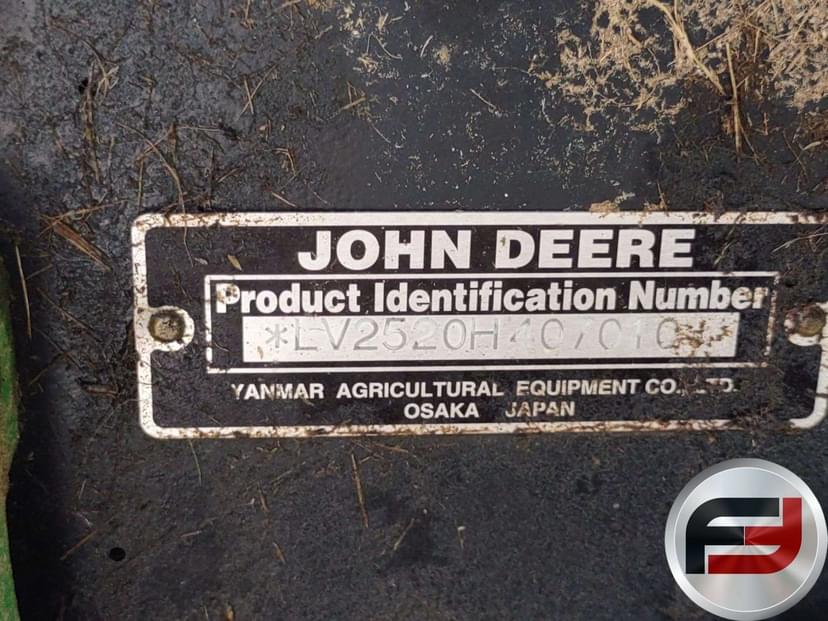 JOHN DEERE
Product Identification Number
*LV2520H407010*
YANMAR AGRICULTURAL EQUIPMENT CO., LTD.
OSAKA JAPAN